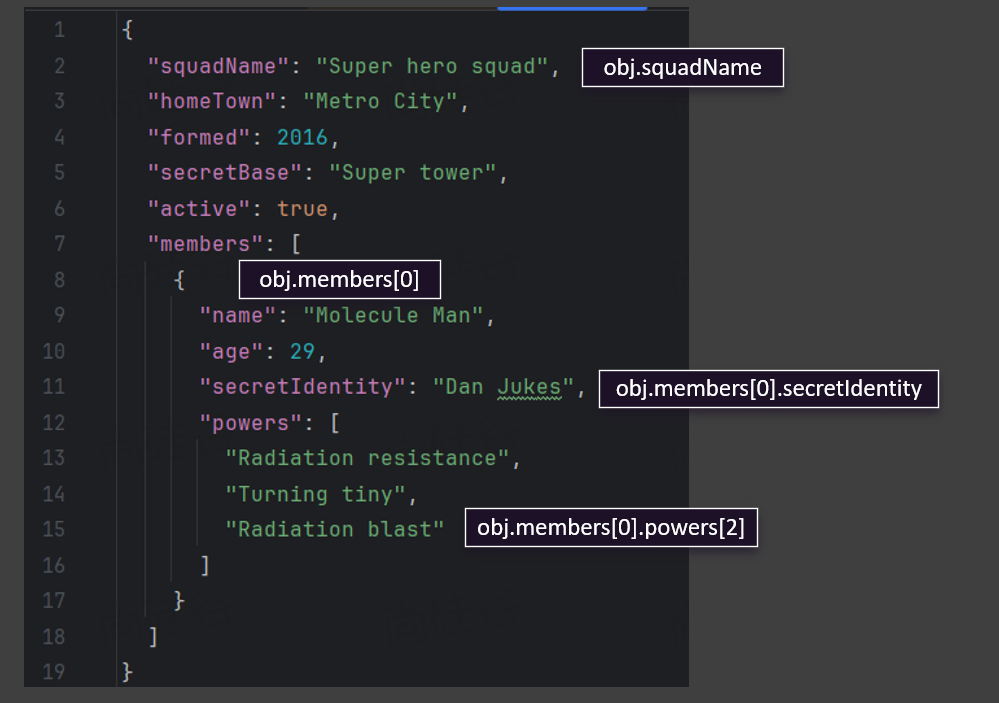 1 {
2 "squadName": "Super hero squad", obj.squadName
3 "homeTown": "Metro City",
4 "formed": 2016,
5 "secretBase": "Super tower",
6 "active": true,
7 "members": [
8 { obj.members[0]
9 "name": "Molecule Man",
10 "age": 29,
11 "secretIdentity": "Dan Jukes", obj.members[0].secretIdentity
12 "powers": [
13 "Radiation resistance",
14 "Turning tiny",
15 "Radiation blast" obj.members[0].powers[2]
16 ]
17 }
18 ]
19 }